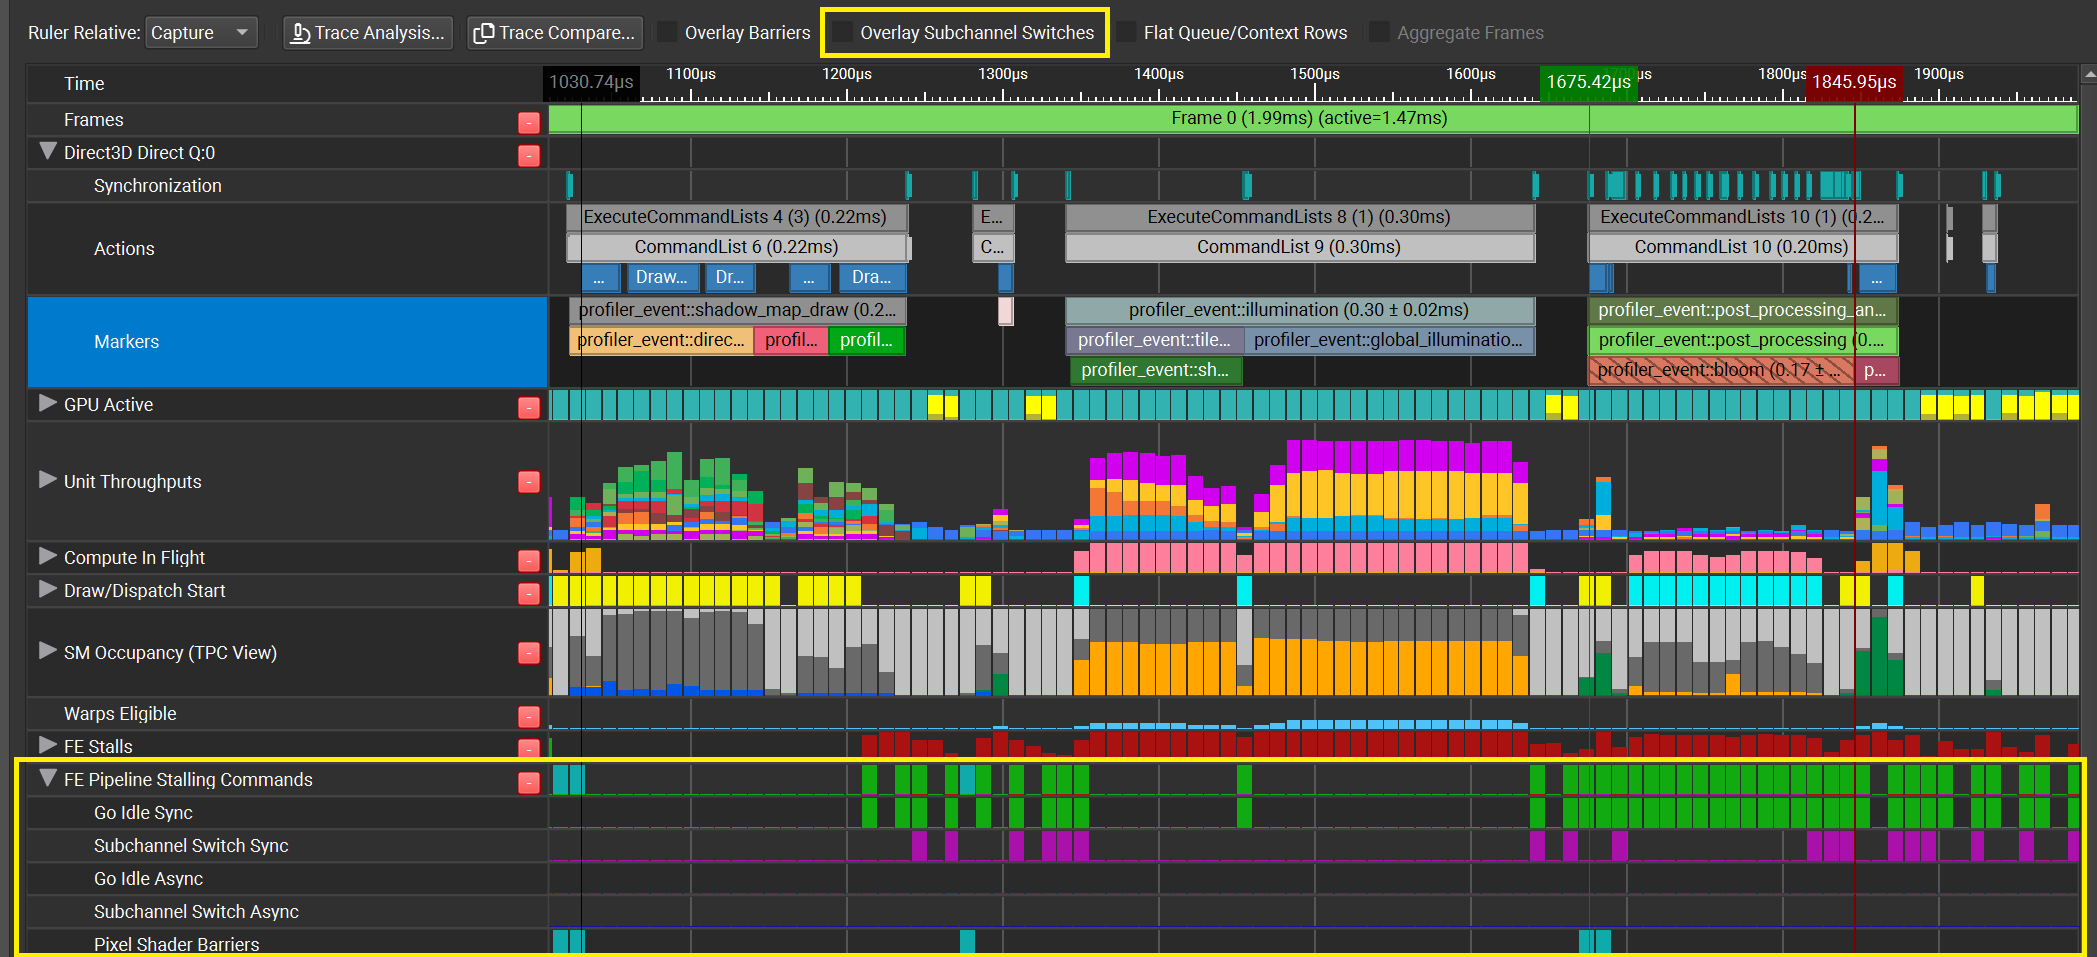 Ruler Relative: Capture Trace Analysis... Trace Compare... Overlay Barriers Overlay Subchannel Switches Flat Queue/Context Rows Aggregate Frames
Time 1030.74µs 1100µs 1200µs 1300µs 1400µs 1500µs 1600µs 1675.42µs µs 1800µs 1845.95µs 1900µs
Frames - Frame 0 (1.99ms) (active=1.47ms)
Direct3D Direct Q:0 -
Synchronization
ExecuteCommandLists 4 (3) (0.22ms) E... ExecuteCommandLists 8 (1) (0.30ms) ExecuteCommandLists 10 (1) (0.2...
Actions CommandList 6 (0.22ms) C... CommandList 9 (0.30ms) CommandList 10 (0.20ms)
... Draw... Dr... ... Dra... ...
profiler_event::shadow_map_draw (0.2... profiler_event::illumination (0.30 ± 0.02ms) profiler_event::post_processing_an...
Markers profiler_event::direc... profil... profil... profiler_event::tile... profiler_event::global_illuminatio... profiler_event::post_processing (0....
profiler_event::sh... profiler_event::bloom (0.17 ± ... p...
GPU Active -
Unit Throughputs -
Compute In Flight -
Draw/Dispatch Start -
SM Occupancy (TPC View) -
Warps Eligible -
FE Stalls -
FE Pipeline Stalling Commands -
Go Idle Sync
Subchannel Switch Sync
Go Idle Async
Subchannel Switch Async
Pixel Shader Barriers